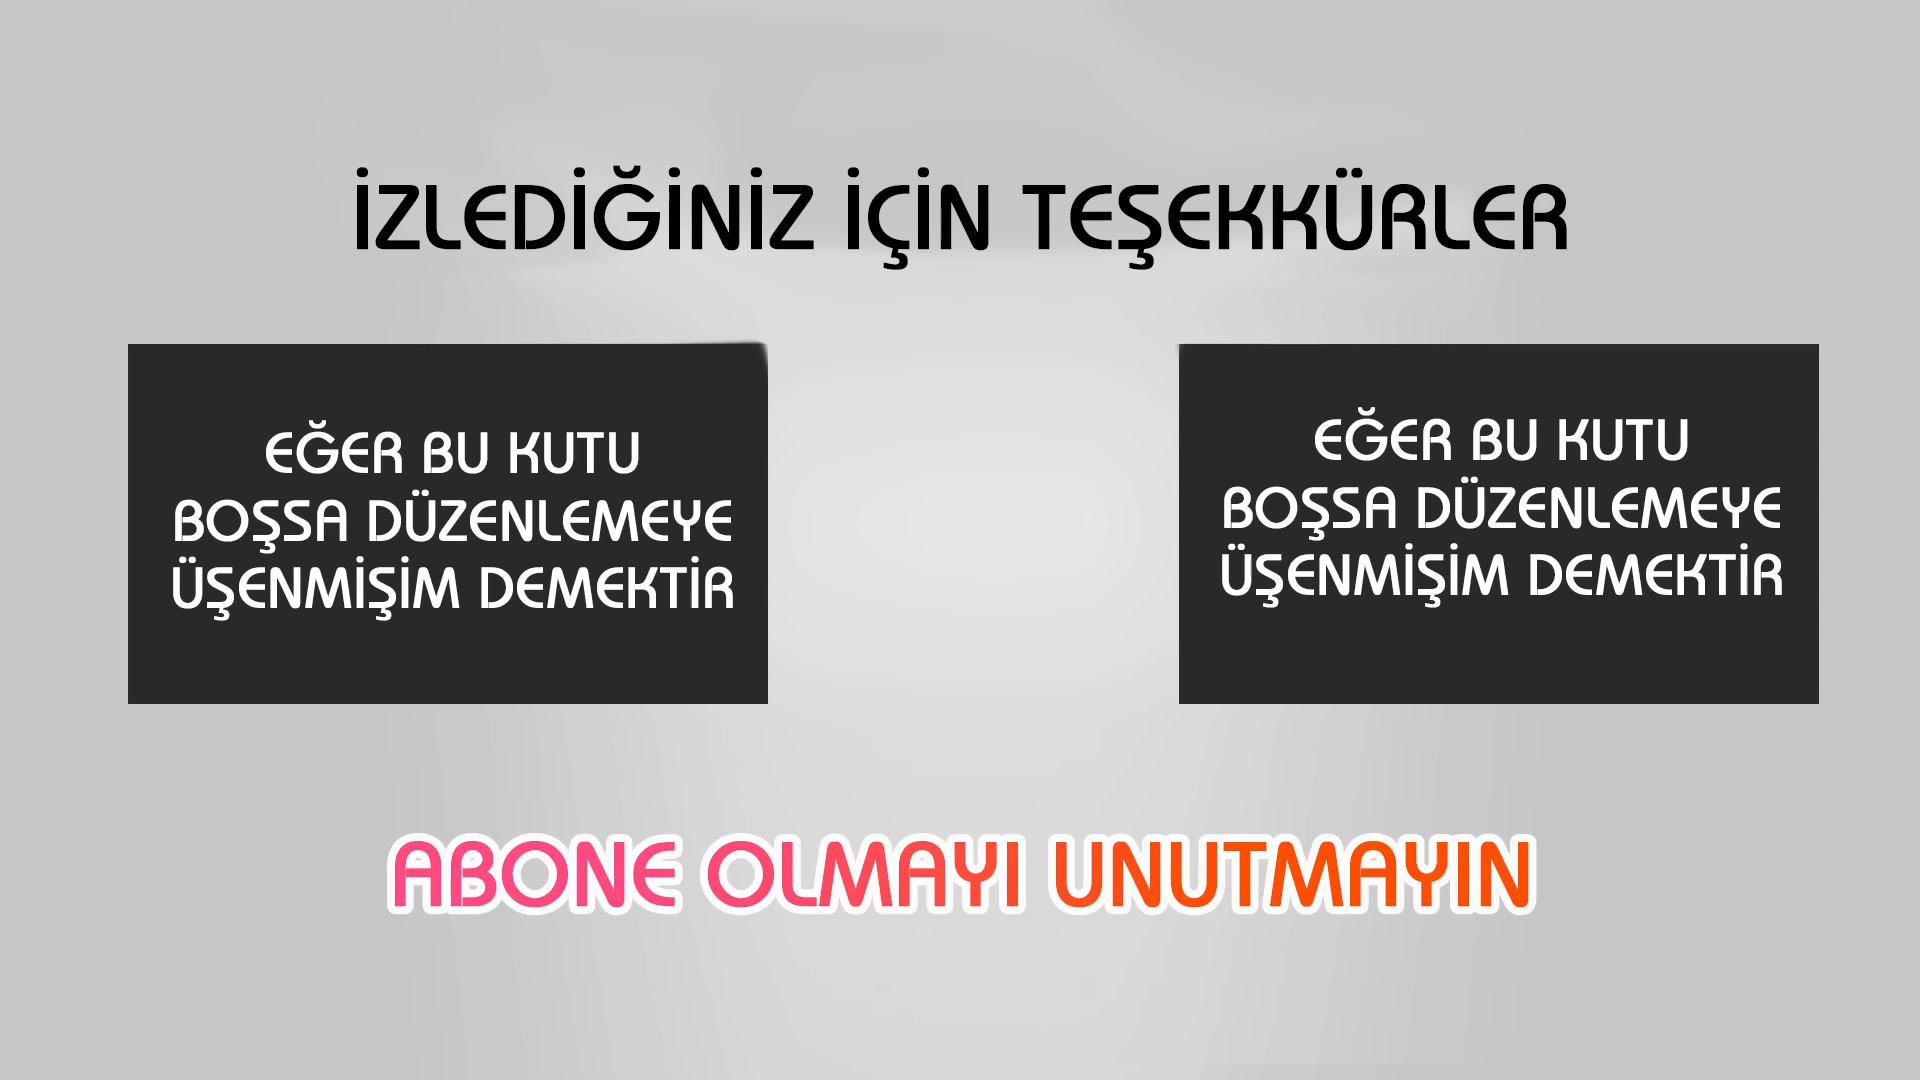 İZLEDİĞİNİZ İÇİN TEŞEKKÜRLER
EĞER BU KUTU
BOŞSA DÜZENLEMEYE
ÜŞENMİŞİM DEMEKTİR
EĞER BU KUTU
BOŞSA DÜZENLEMEYE
ÜŞENMİŞİM DEMEKTİR
ABONE OLMAYI UNUTMAYIN